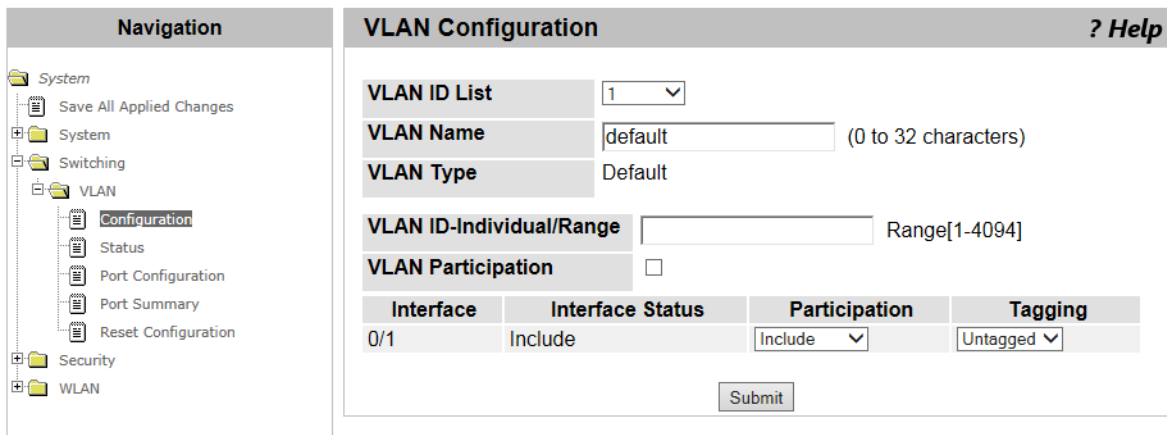 Navigation
System
Save All Applied Changes
System
Switching
VLAN
Configuration
Status
Port Configuration
Port Summary
Reset Configuration
Security
WLAN
VLAN Configuration ? Help
VLAN ID List 1
VLAN Name default (0 to 32 characters)
VLAN Type Default
VLAN ID-Individual/Range Range[1-4094]
VLAN Participation
Interface Interface Status Participation Tagging
0/1 Include Include Untagged
Submit